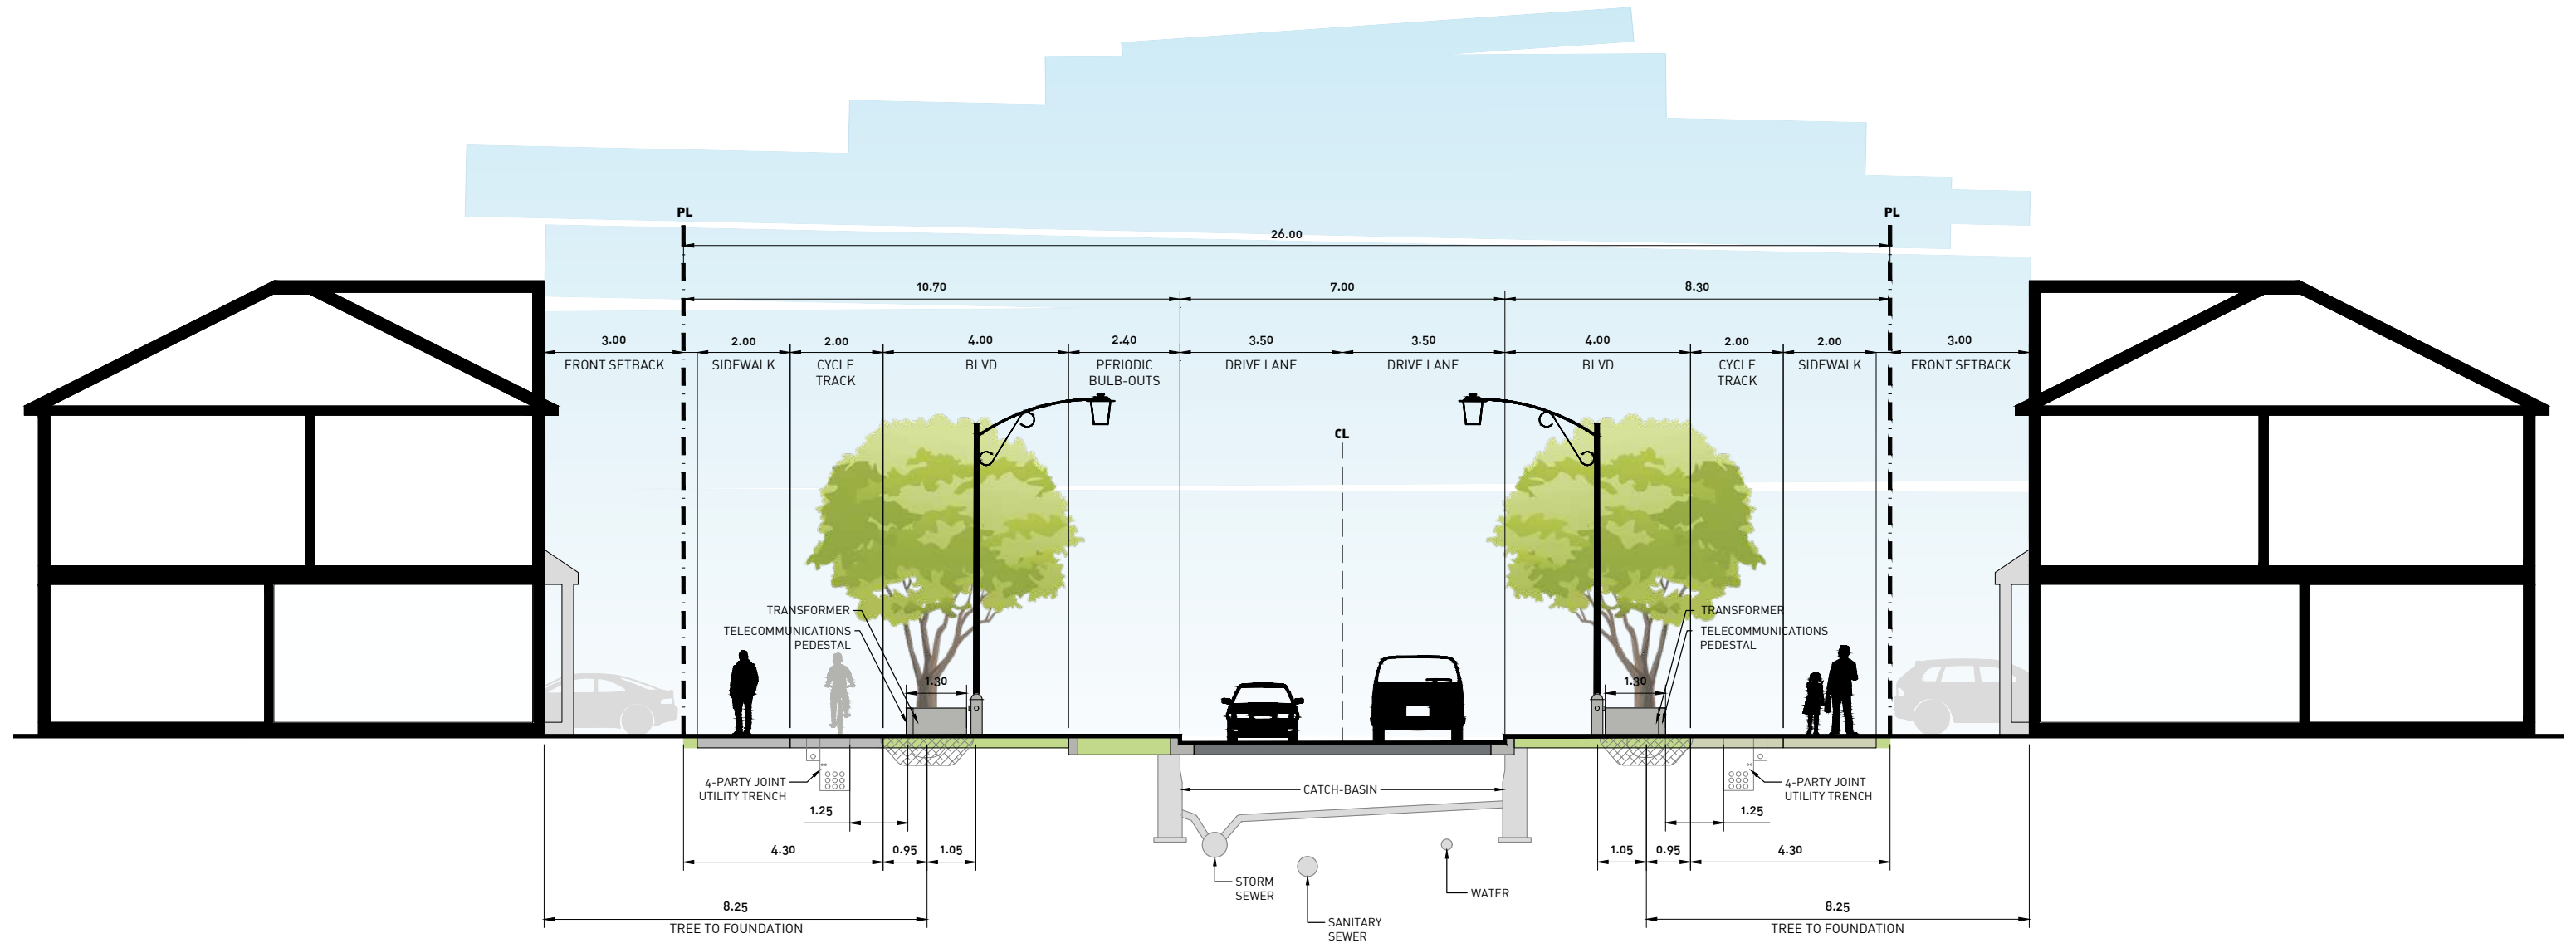 PL
PL
26.00
10.70
7.00
8.30
3.00
2.00
2.00
4.00
2.40
3.50
3.50
4.00
2.00
2.00
3.00
FRONT SETBACK
SIDEWALK
CYCLE
TRACK
BLVD
PERIODIC
BULB-OUTS
DRIVE LANE
DRIVE LANE
BLVD
CYCLE
TRACK
SIDEWALK
FRONT SETBACK
CL
TRANSFORMER
TELECOMMUNICATIONS
PEDESTAL
TRANSFORMER
TELECOMMUNICATIONS
PEDESTAL
1.30
1.30
4-PARTY JOINT
UTILITY TRENCH
CATCH-BASIN
4-PARTY JOINT
UTILITY TRENCH
1.25
1.25
4.30
0.95
1.05
1.05
0.95
4.30
STORM
SEWER
WATER
SANITARY
SEWER
8.25
TREE TO FOUNDATION
8.25
TREE TO FOUNDATION